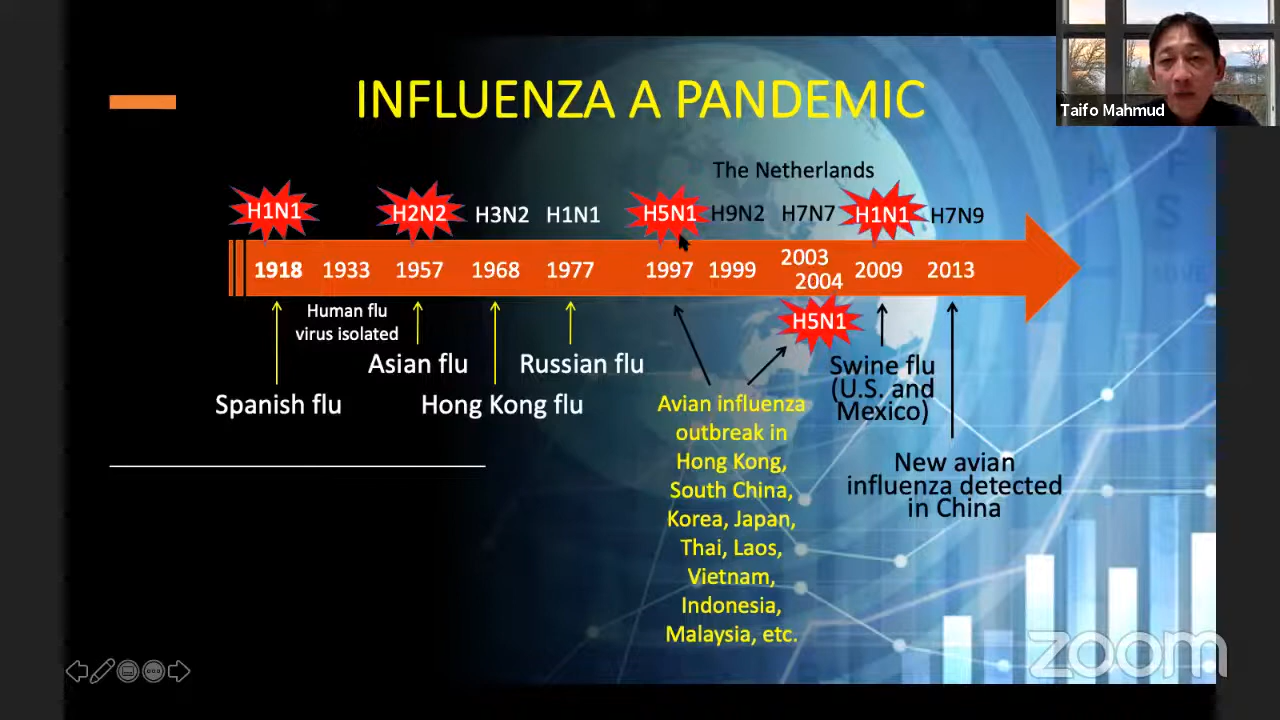 INFLUENZA A PANDEMIC
Taifo Mahmud
The Netherlands
H1N1
H2N2
H3N2
H1N1
H5N1
H9N2
H7N7
H1N1
H7N9
1918
1933
1957
1968
1977
1997
1999
2003
2004
2009
2013
Human flu
virus isolated
H5N1
Asian flu
Russian flu
Spanish flu
Hong Kong flu
Swine flu
(U.S. and
Mexico)
Avian influenza
outbreak in
Hong Kong,
South China,
Korea, Japan,
Thai, Laos,
Vietnam,
Indonesia,
Malaysia, etc.
New avian
influenza detected
in China
zoom